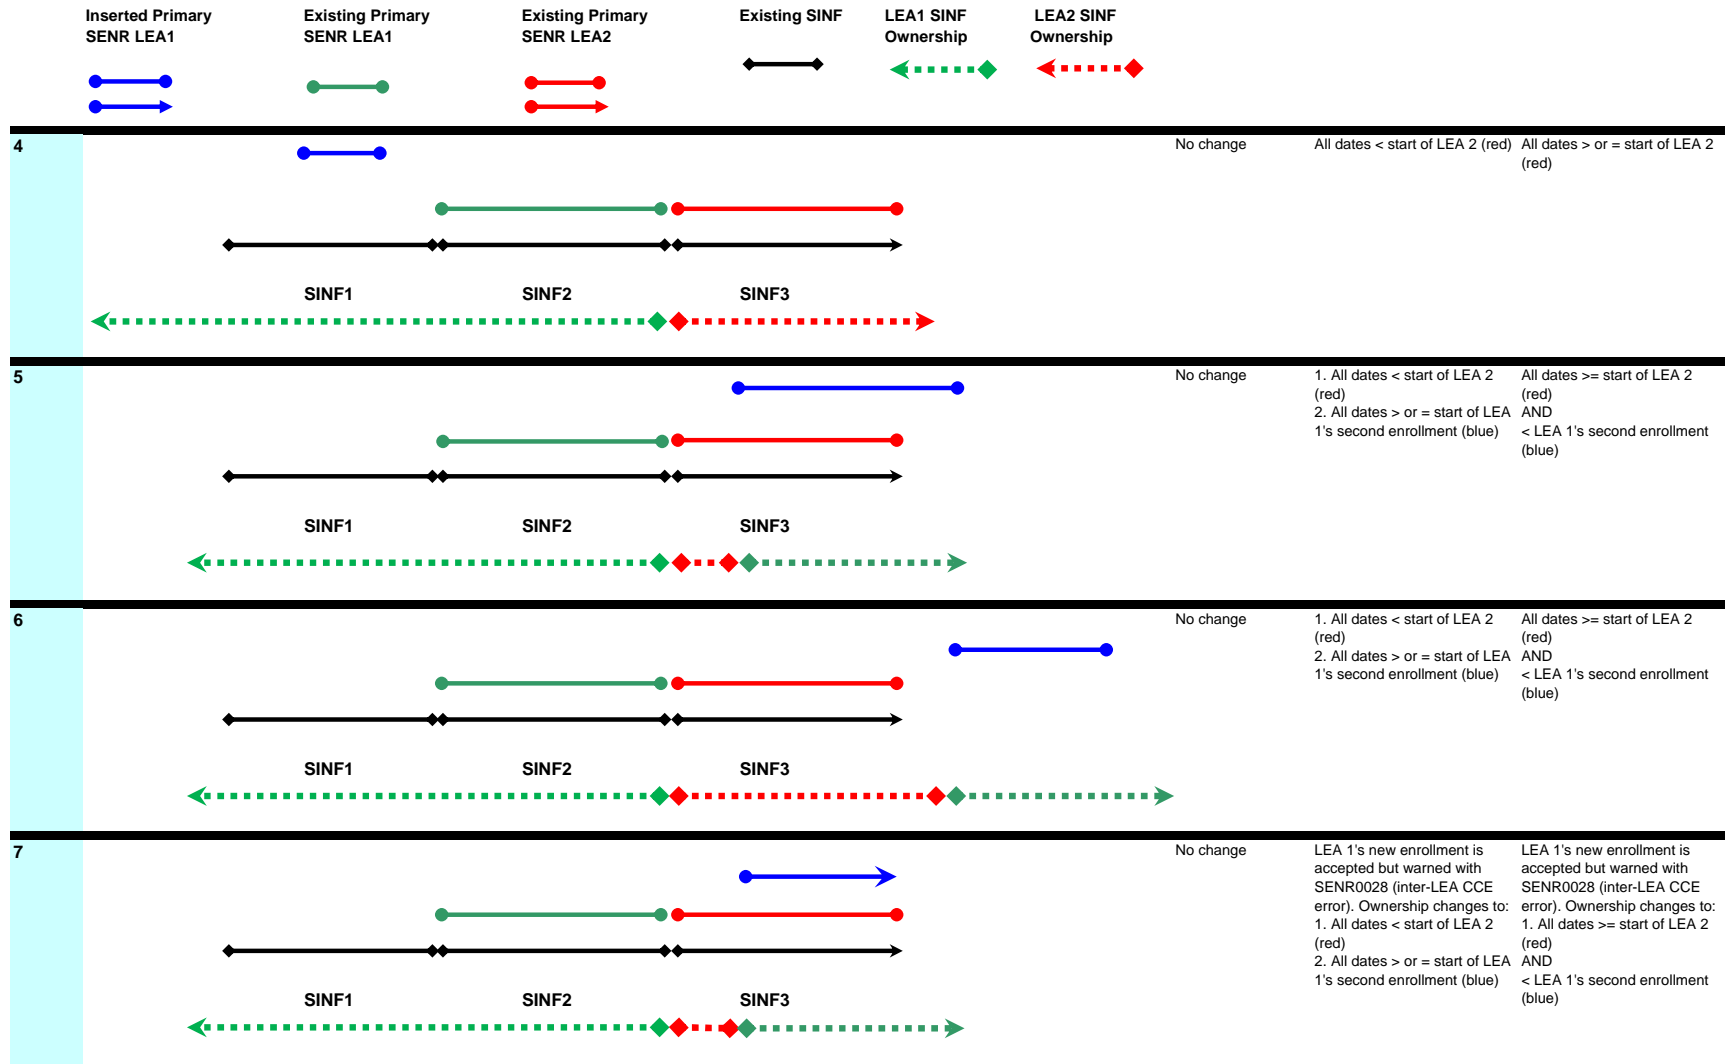 Inserted Primary
SENR LEA1
Existing Primary
SENR LEA1
Existing Primary
SENR LEA2
Existing SINF
LEA1 SINF
Ownership
LEA2 SINF
Ownership
4
No change
All dates < start of LEA 2 (red)
All dates > or = start of LEA 2
(red)
SINF1
SINF2
SINF3
5
No change
1. All dates < start of LEA 2
(red)
2. All dates > or = start of LEA
1's second enrollment (blue)
All dates >= start of LEA 2
(red)
AND
< LEA 1's second enrollment
(blue)
SINF1
SINF2
SINF3
6
No change
1. All dates < start of LEA 2
(red)
2. All dates > or = start of LEA
1's second enrollment (blue)
All dates >= start of LEA 2
(red)
AND
< LEA 1's second enrollment
(blue)
SINF1
SINF2
SINF3
7
No change
LEA 1's new enrollment is
accepted but warned with
SENR0028 (inter-LEA CCE
error). Ownership changes to:
1. All dates < start of LEA 2
(red)
2. All dates > or = start of LEA
1's second enrollment (blue)
LEA 1's new enrollment is
accepted but warned with
SENR0028 (inter-LEA CCE
error). Ownership changes to:
1. All dates >= start of LEA 2
(red)
AND
< LEA 1's second enrollment
(blue)
SINF1
SINF2
SINF3